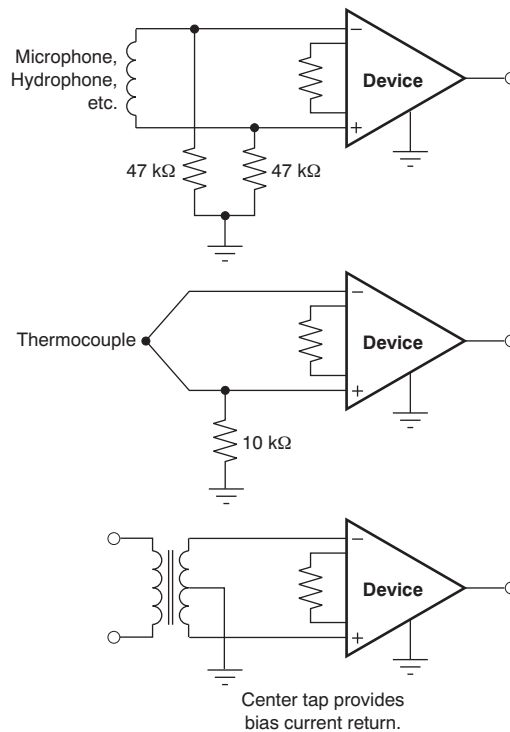 Microphone,
Hydrophone,
etc.
−
Device
+
47 kΩ
47 kΩ
−
Thermocouple
Device
+
10 kΩ
−
Device
+
Center tap provides
bias current return.